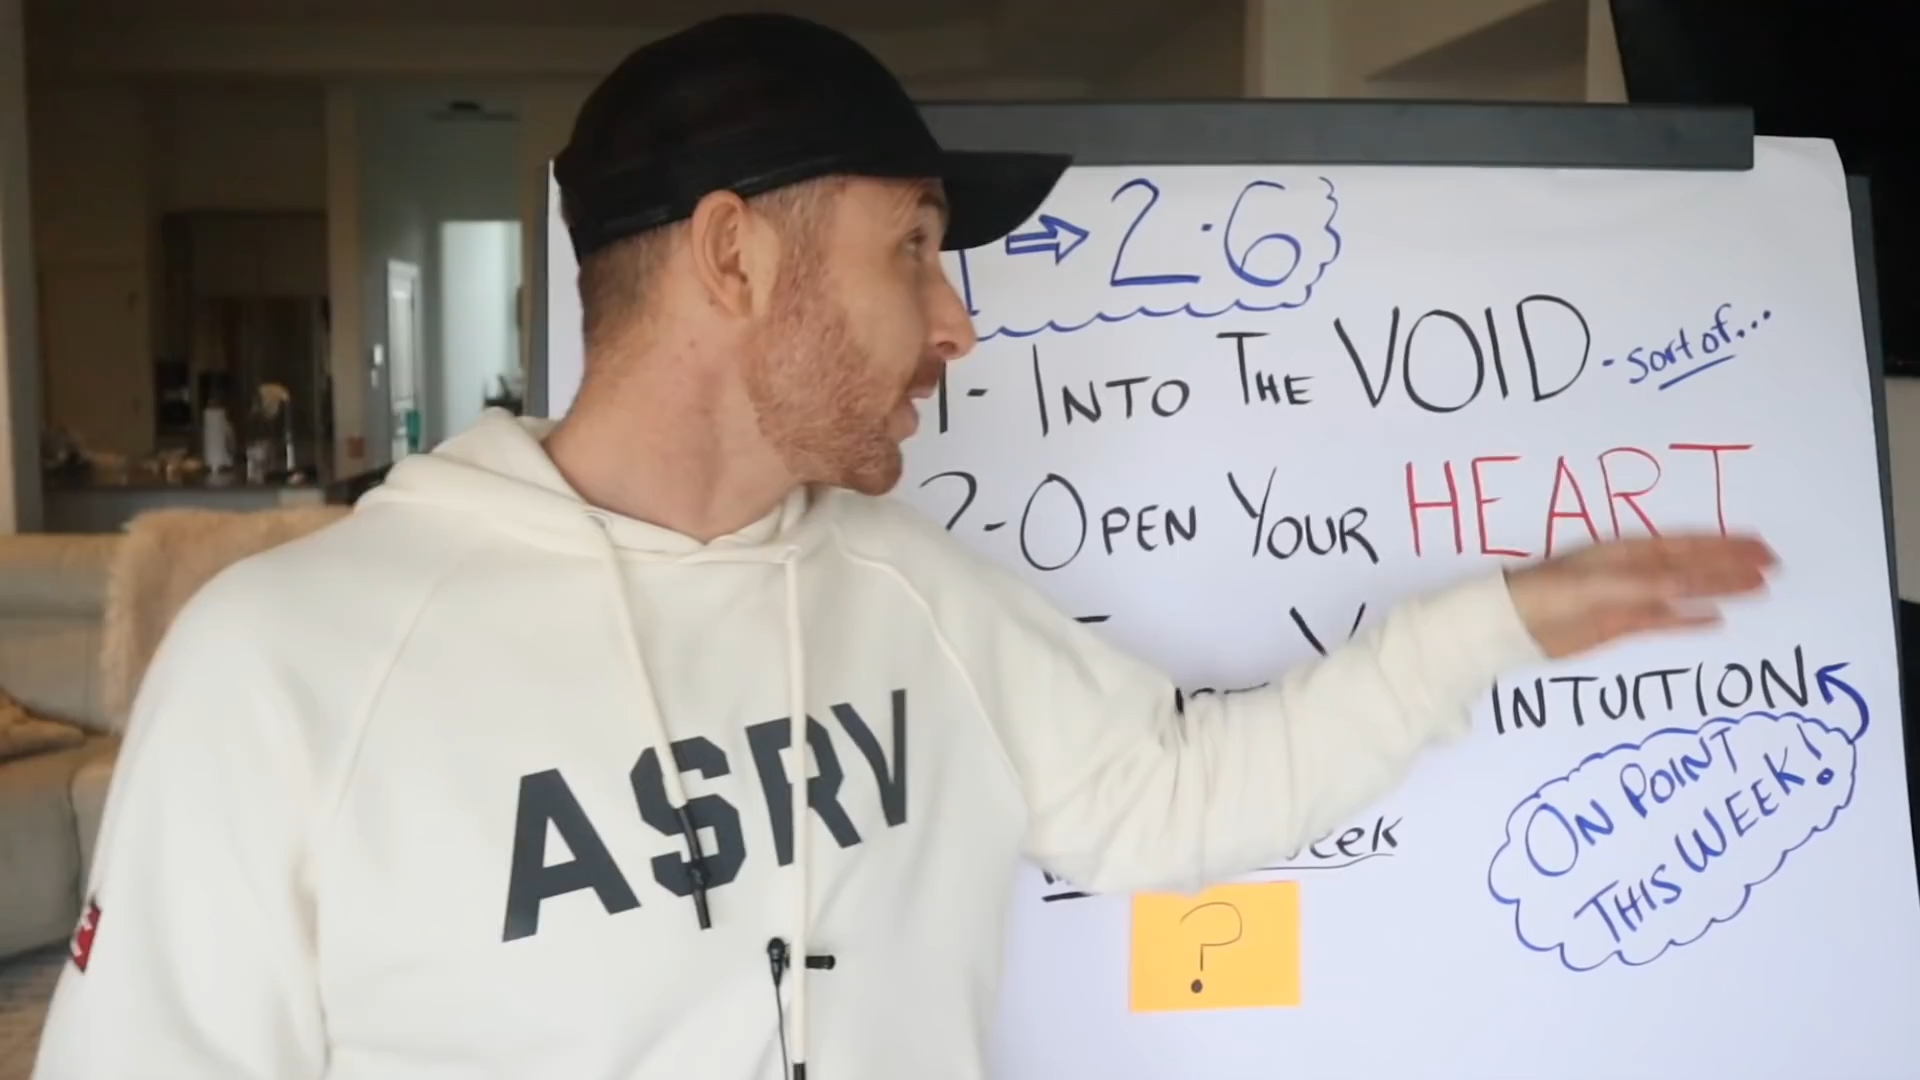 ⇒ 2.6
1- INTO THE VOID - sort of...
2- OPEN YOUR HEART
INTUITION
ON POINT
THIS WEEK!
?
ASRV